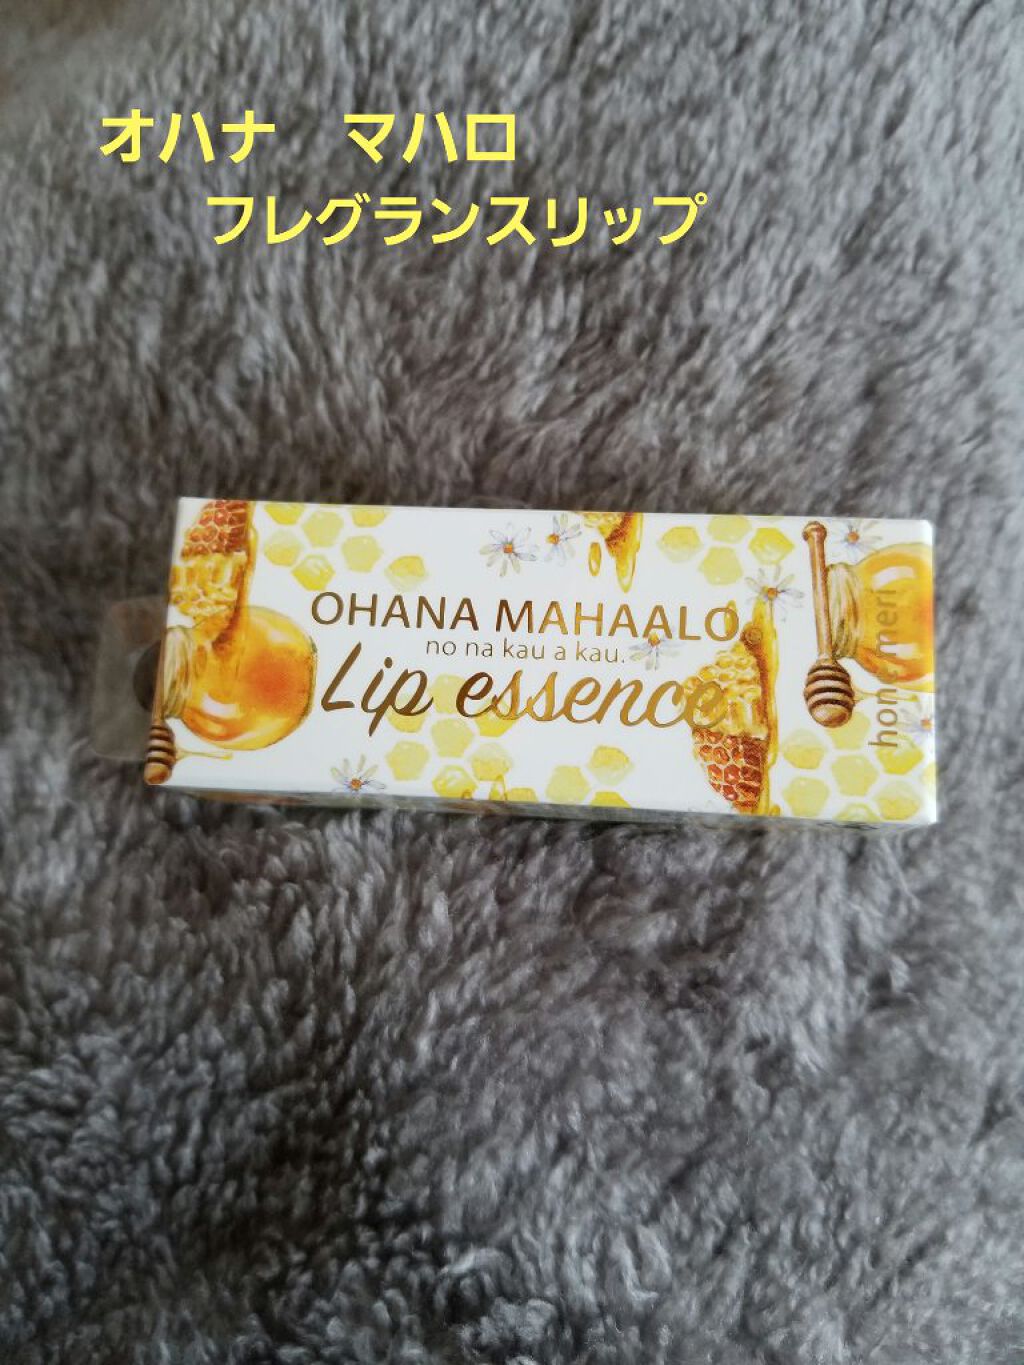 オハナ　マハロ
フレグランスリップ
OHANA MAHAALO
no na kau a kau.
Lip essence